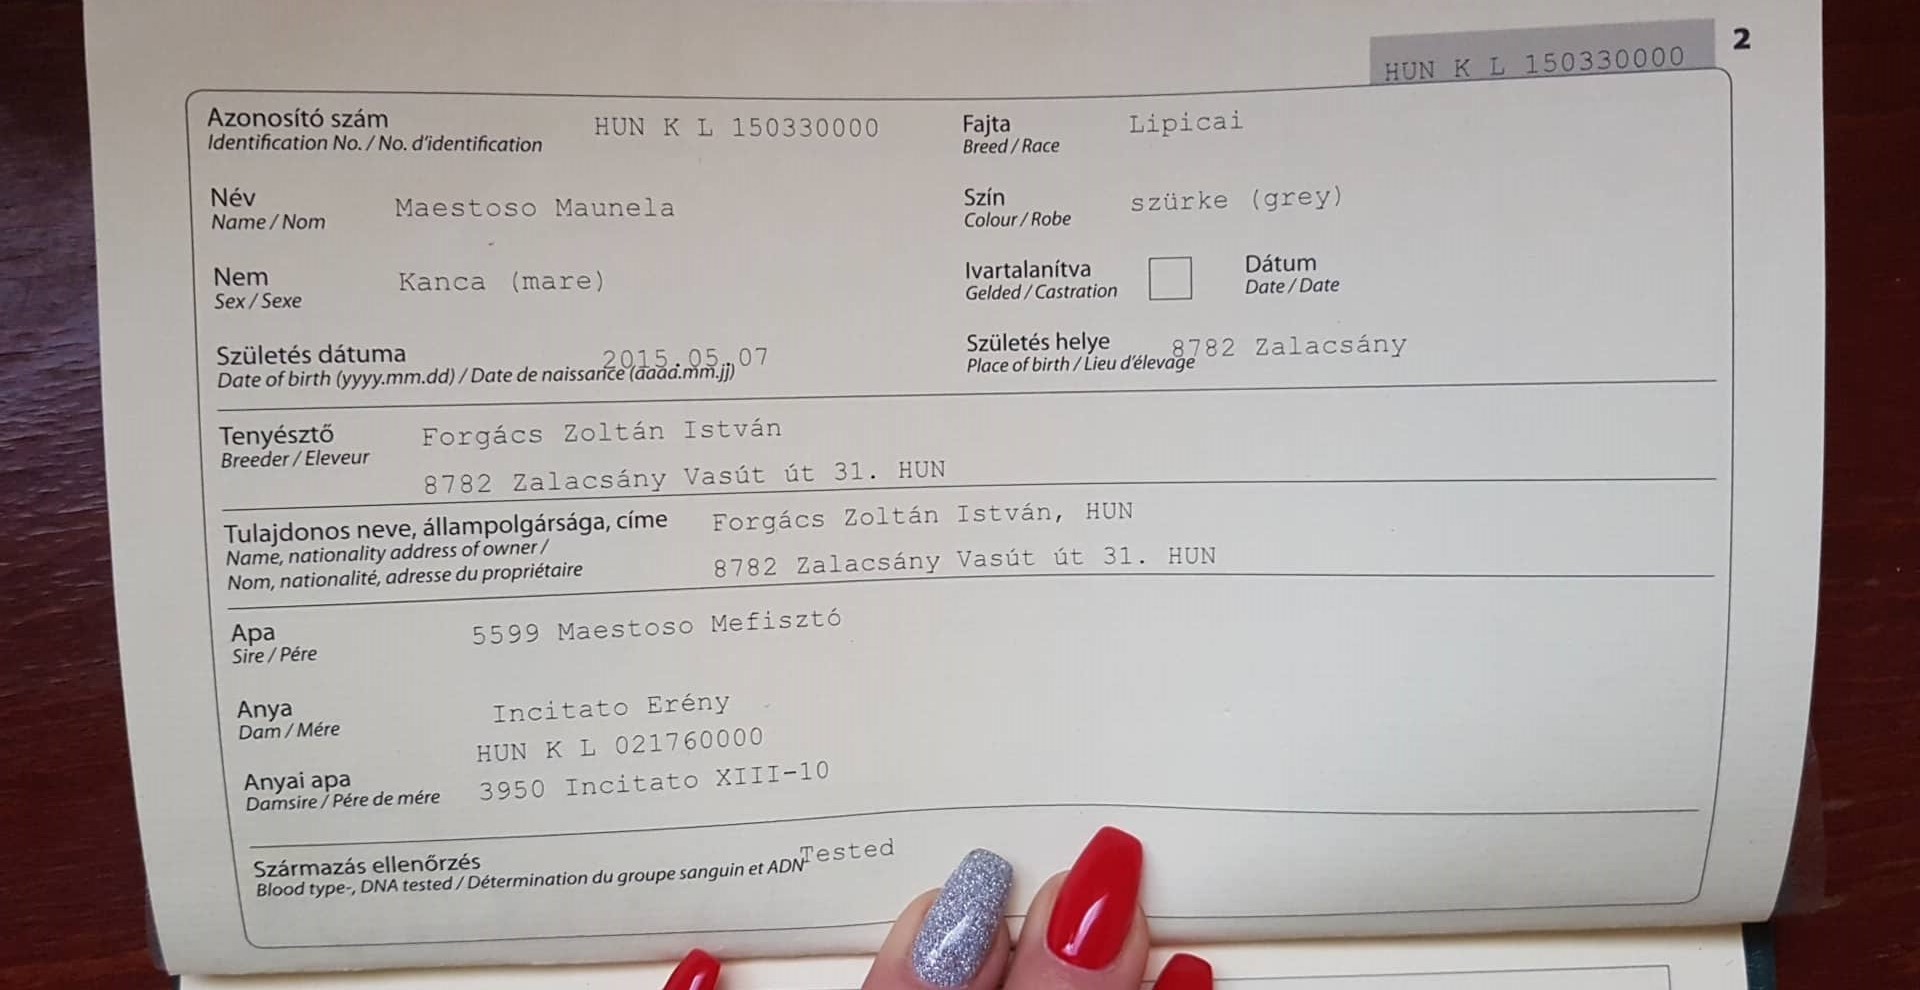 HUN K L 150330000
2
Azonosító szám HUN K L 150330000
Identification No. / No. d'identification
Fajta Lipicai
Breed / Race
Név Maestoso Maunela
Name / Nom
Szín szürke (grey)
Colour / Robe
Nem Kanca (mare)
Sex / Sexe
Ivartalanítva
Gelded / Castration
Dátum
Date / Date
Születés dátuma 2015.05.07
Date of birth (yyyy.mm.dd) / Date de naissance (aaaa.mm.jj)
Születés helye 8782 Zalacsány
Place of birth / Lieu d'élevage
Tenyésztő Forgács Zoltán István
Breeder / Eleveur
8782 Zalacsány Vasút út 31. HUN
Tulajdonos neve, állampolgársága, címe Forgács Zoltán István, HUN
Name, nationality address of owner /
Nom, nationalité, adresse du propriétaire 8782 Zalacsány Vasút út 31. HUN
Apa 5599 Maestoso Mefisztó
Sire / Pére
Anya Incitato Erény
Dam / Mére
HUN K L 021760000
Anyai apa 3950 Incitato XIII-10
Damsire / Pére de mére
Származás ellenőrzés Tested
Blood type-, DNA tested / Détermination du groupe sanguin et ADN